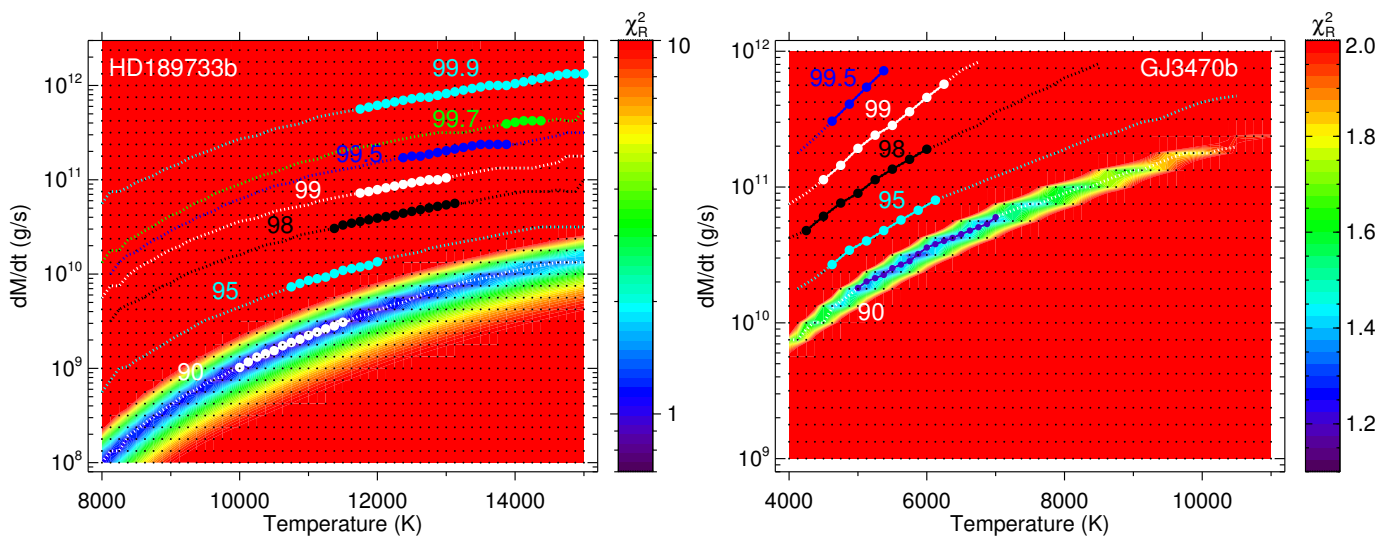 χ²_R
10
1
HD189733b
99.9
99.7
99.5
99
98
95
90
10¹²
10¹¹
10¹⁰
10⁹
10⁸
dM/dt (g/s)
8000 10000 12000 14000
Temperature (K)
χ²_R
2.0
1.8
1.6
1.4
1.2
GJ3470b
99.5
99
98
95
90
10¹²
10¹¹
10¹⁰
10⁹
dM/dt (g/s)
4000 6000 8000 10000
Temperature (K)